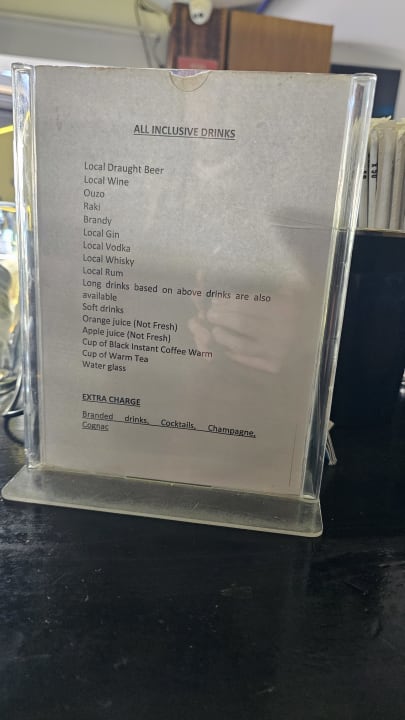 ALL INCLUSIVE DRINKS
Local Draught Beer
Local Wine
Ouzo
Raki
Brandy
Local Gin
Local Vodka
Local Whisky
Local Rum
Long drinks based on above drinks are also
available
Soft drinks
Orange juice (Not Fresh)
Apple juice (Not Fresh)
Cup of Black Instant Coffee Warm
Cup of Warm Tea
Water glass
EXTRA CHARGE
Branded drinks, Cocktails, Champagne,
Cognac